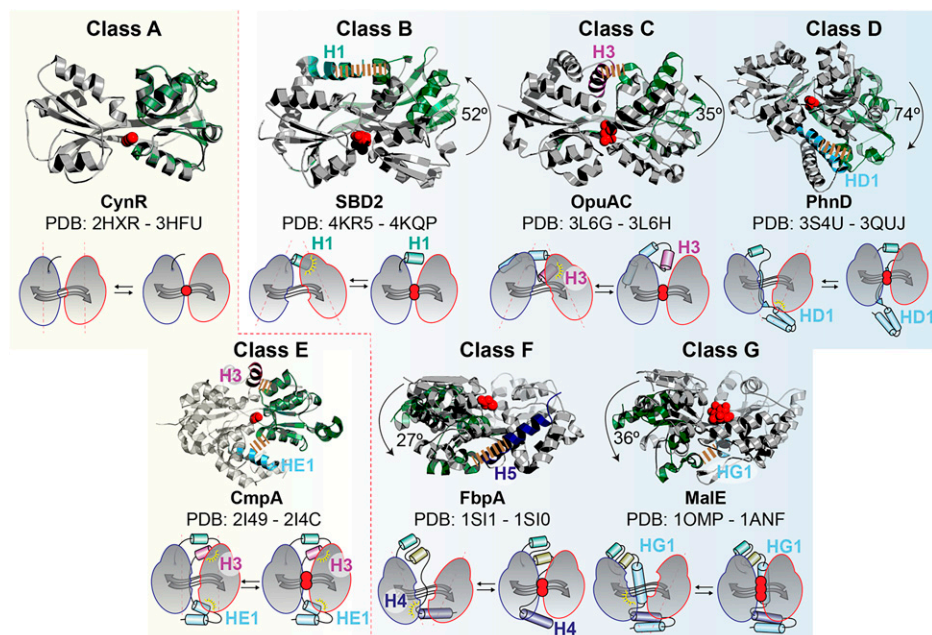 Class A
Class B
Class C
Class D
H1
H3
52º
35º
74º
HD1
CynR
SBD2
OpuAC
PhnD
PDB: 2HXR - 3HFU
PDB: 4KR5 - 4KQP
PDB: 3L6G - 3L6H
PDB: 3S4U - 3QUJ
H1
H1
H3
H3
HD1
HD1
Class E
Class F
Class G
H3
HE1
27º
H5
36º
HG1
CmpA
FbpA
MalE
PDB: 2I49 - 2I4C
PDB: 1SI1 - 1SI0
PDB: 1OMP - 1ANF
H3
H3
HE1
HE1
H4
H4
HG1
HG1